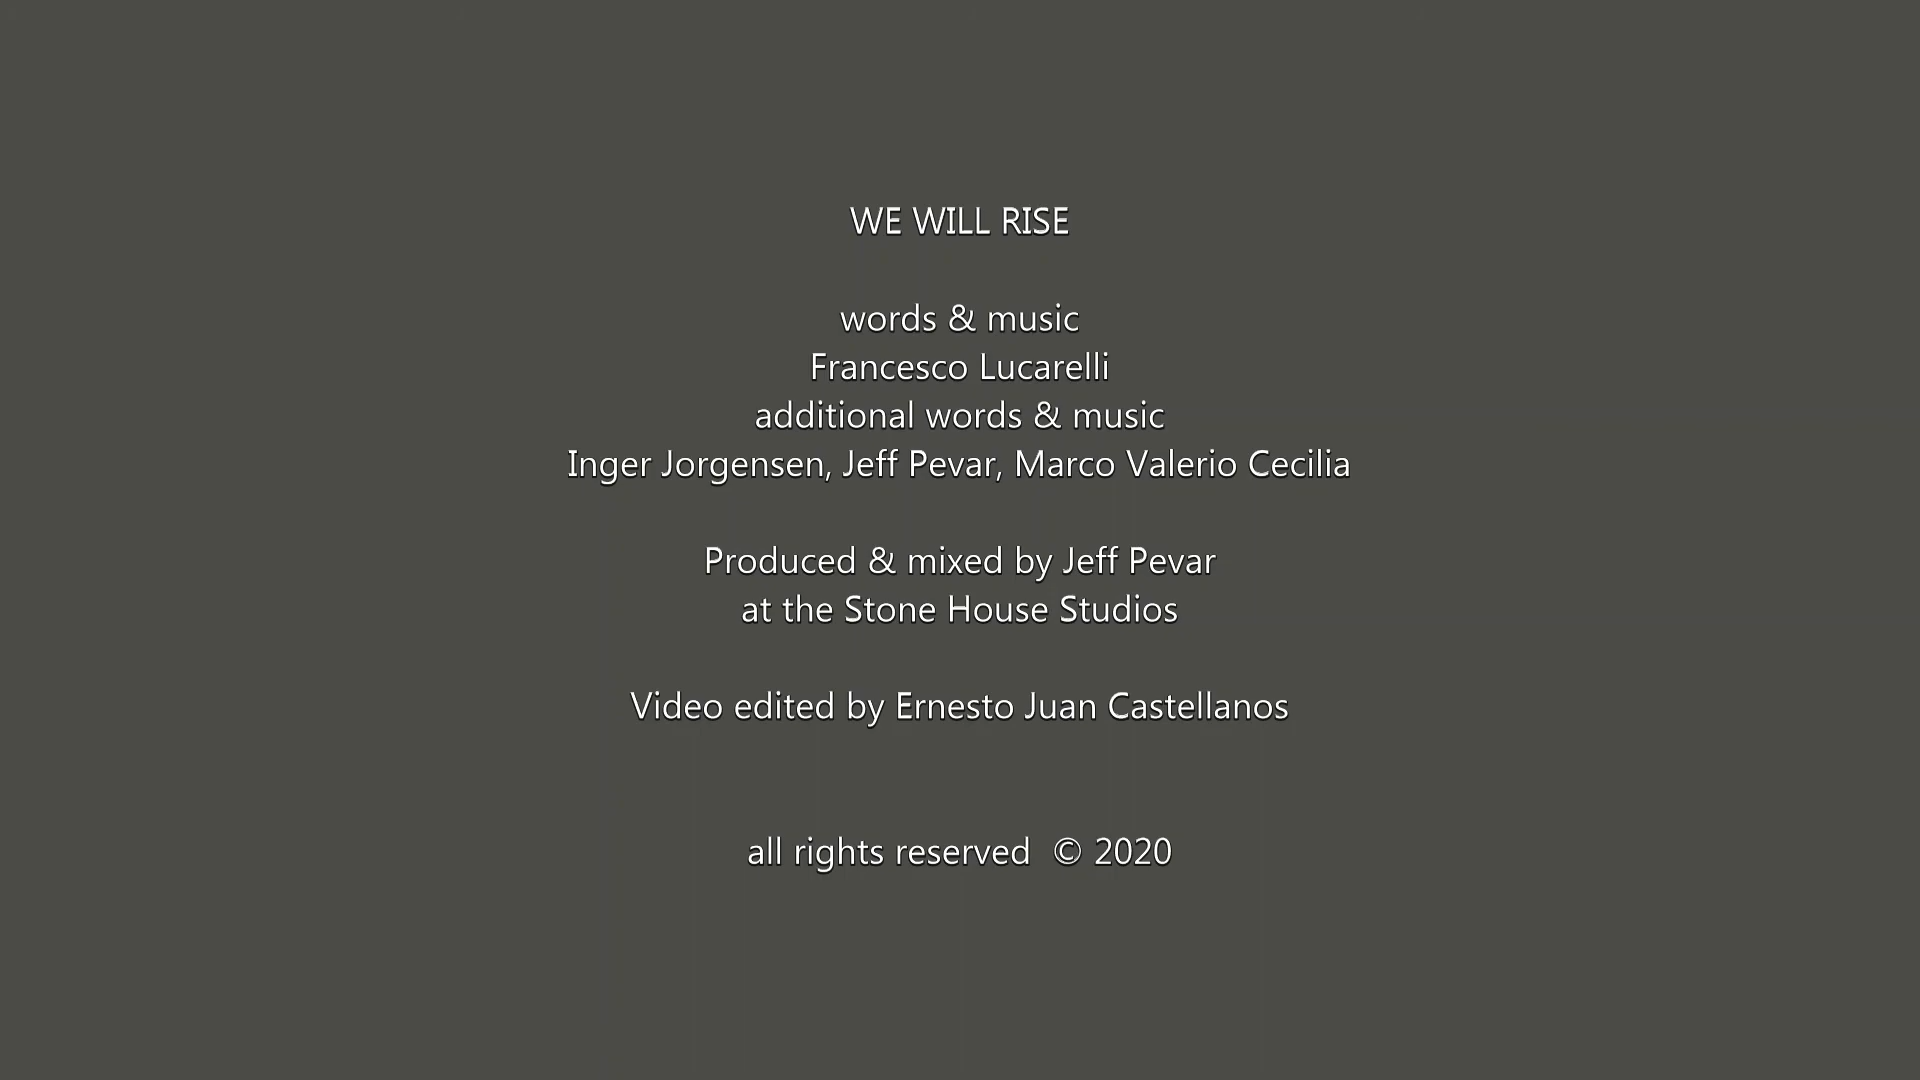 WE WILL RISE
words & music
Francesco Lucarelli
additional words & music
Inger Jorgensen, Jeff Pevar, Marco Valerio Cecilia
Produced & mixed by Jeff Pevar
at the Stone House Studios
Video edited by Ernesto Juan Castellanos
all rights reserved  © 2020